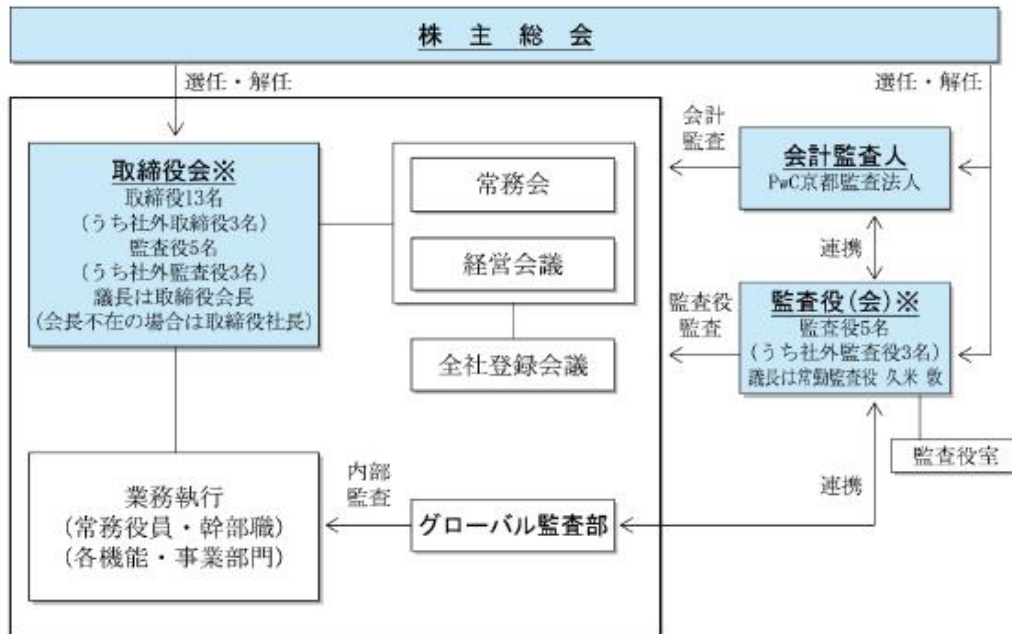 株主総会
選任・解任
選任・解任
取締役会※
取締役13名
(うち社外取締役3名)
監査役5名
(うち社外監査役3名)
議長は取締役会長
(会長不在の場合は取締役社長)
常務会
経営会議
全社登録会議
会計
監査
会計監査人
PwC京都監査法人
連携
監査役
監査
監査役(会)※
監査役5名
(うち社外監査役3名)
議長は常勤監査役 久米 敦
監査役室
連携
業務執行
(常務役員・幹部職)
(各機能・事業部門)
内部
監査
グローバル監査部